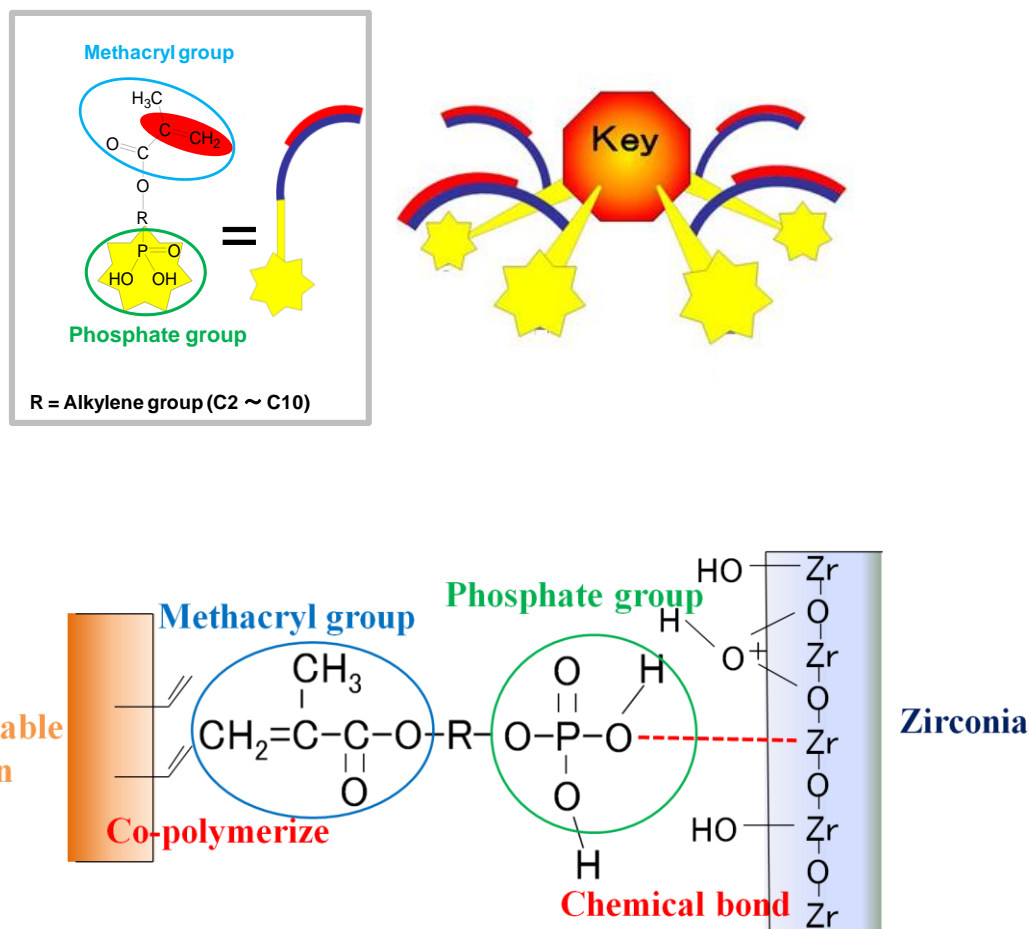 Methacryl group
H₃C
C=CH₂
O
C
O
R
P=O
HO OH
=
Phosphate group
R = Alkylene group (C2 ～ C10)
Key
Methacryl group
Phosphate group
HO Zr
H O
O+ Zr
O
CH₃ O H
CH₂=C-C-O-R-O-P-O Zr
O O O
HO Zr
H O
Zr
Co-polymerize
Chemical bond
Zirconia